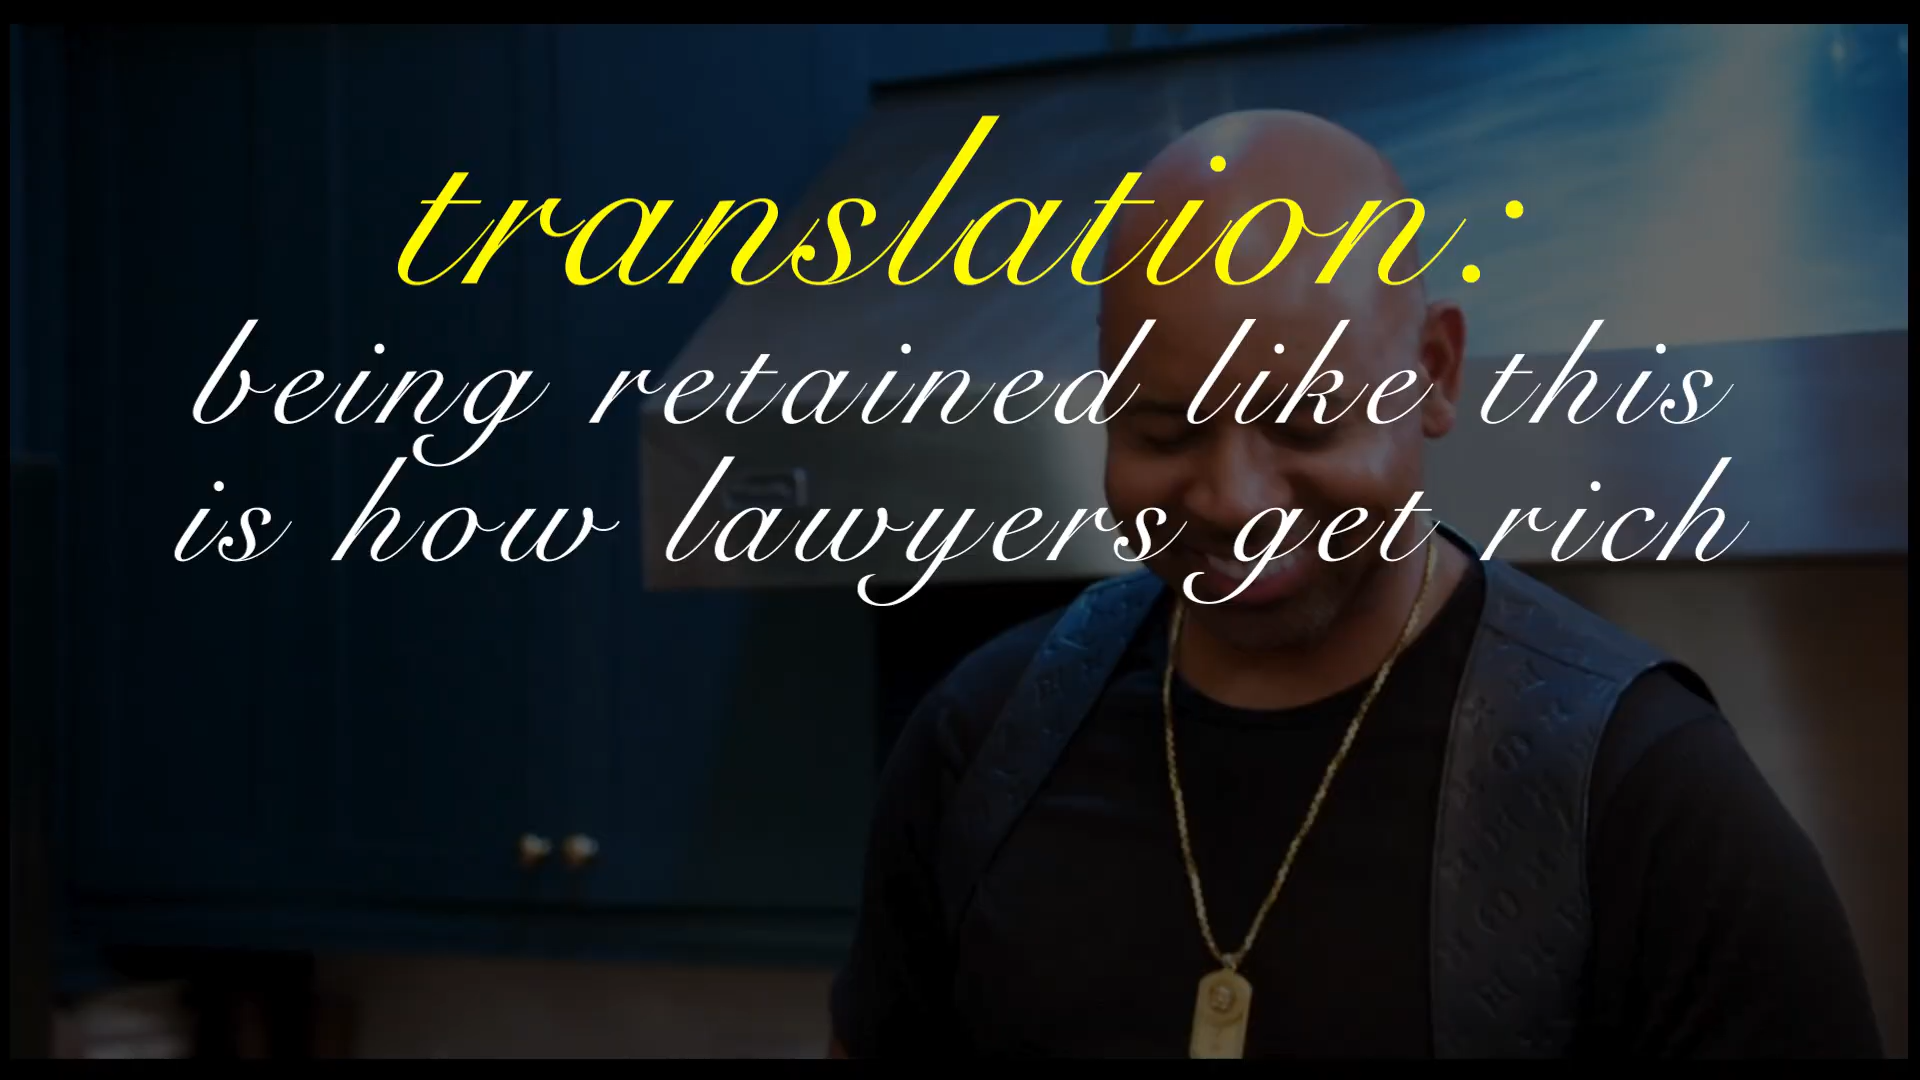 translation:
being retained like this
is how lawyers get rich